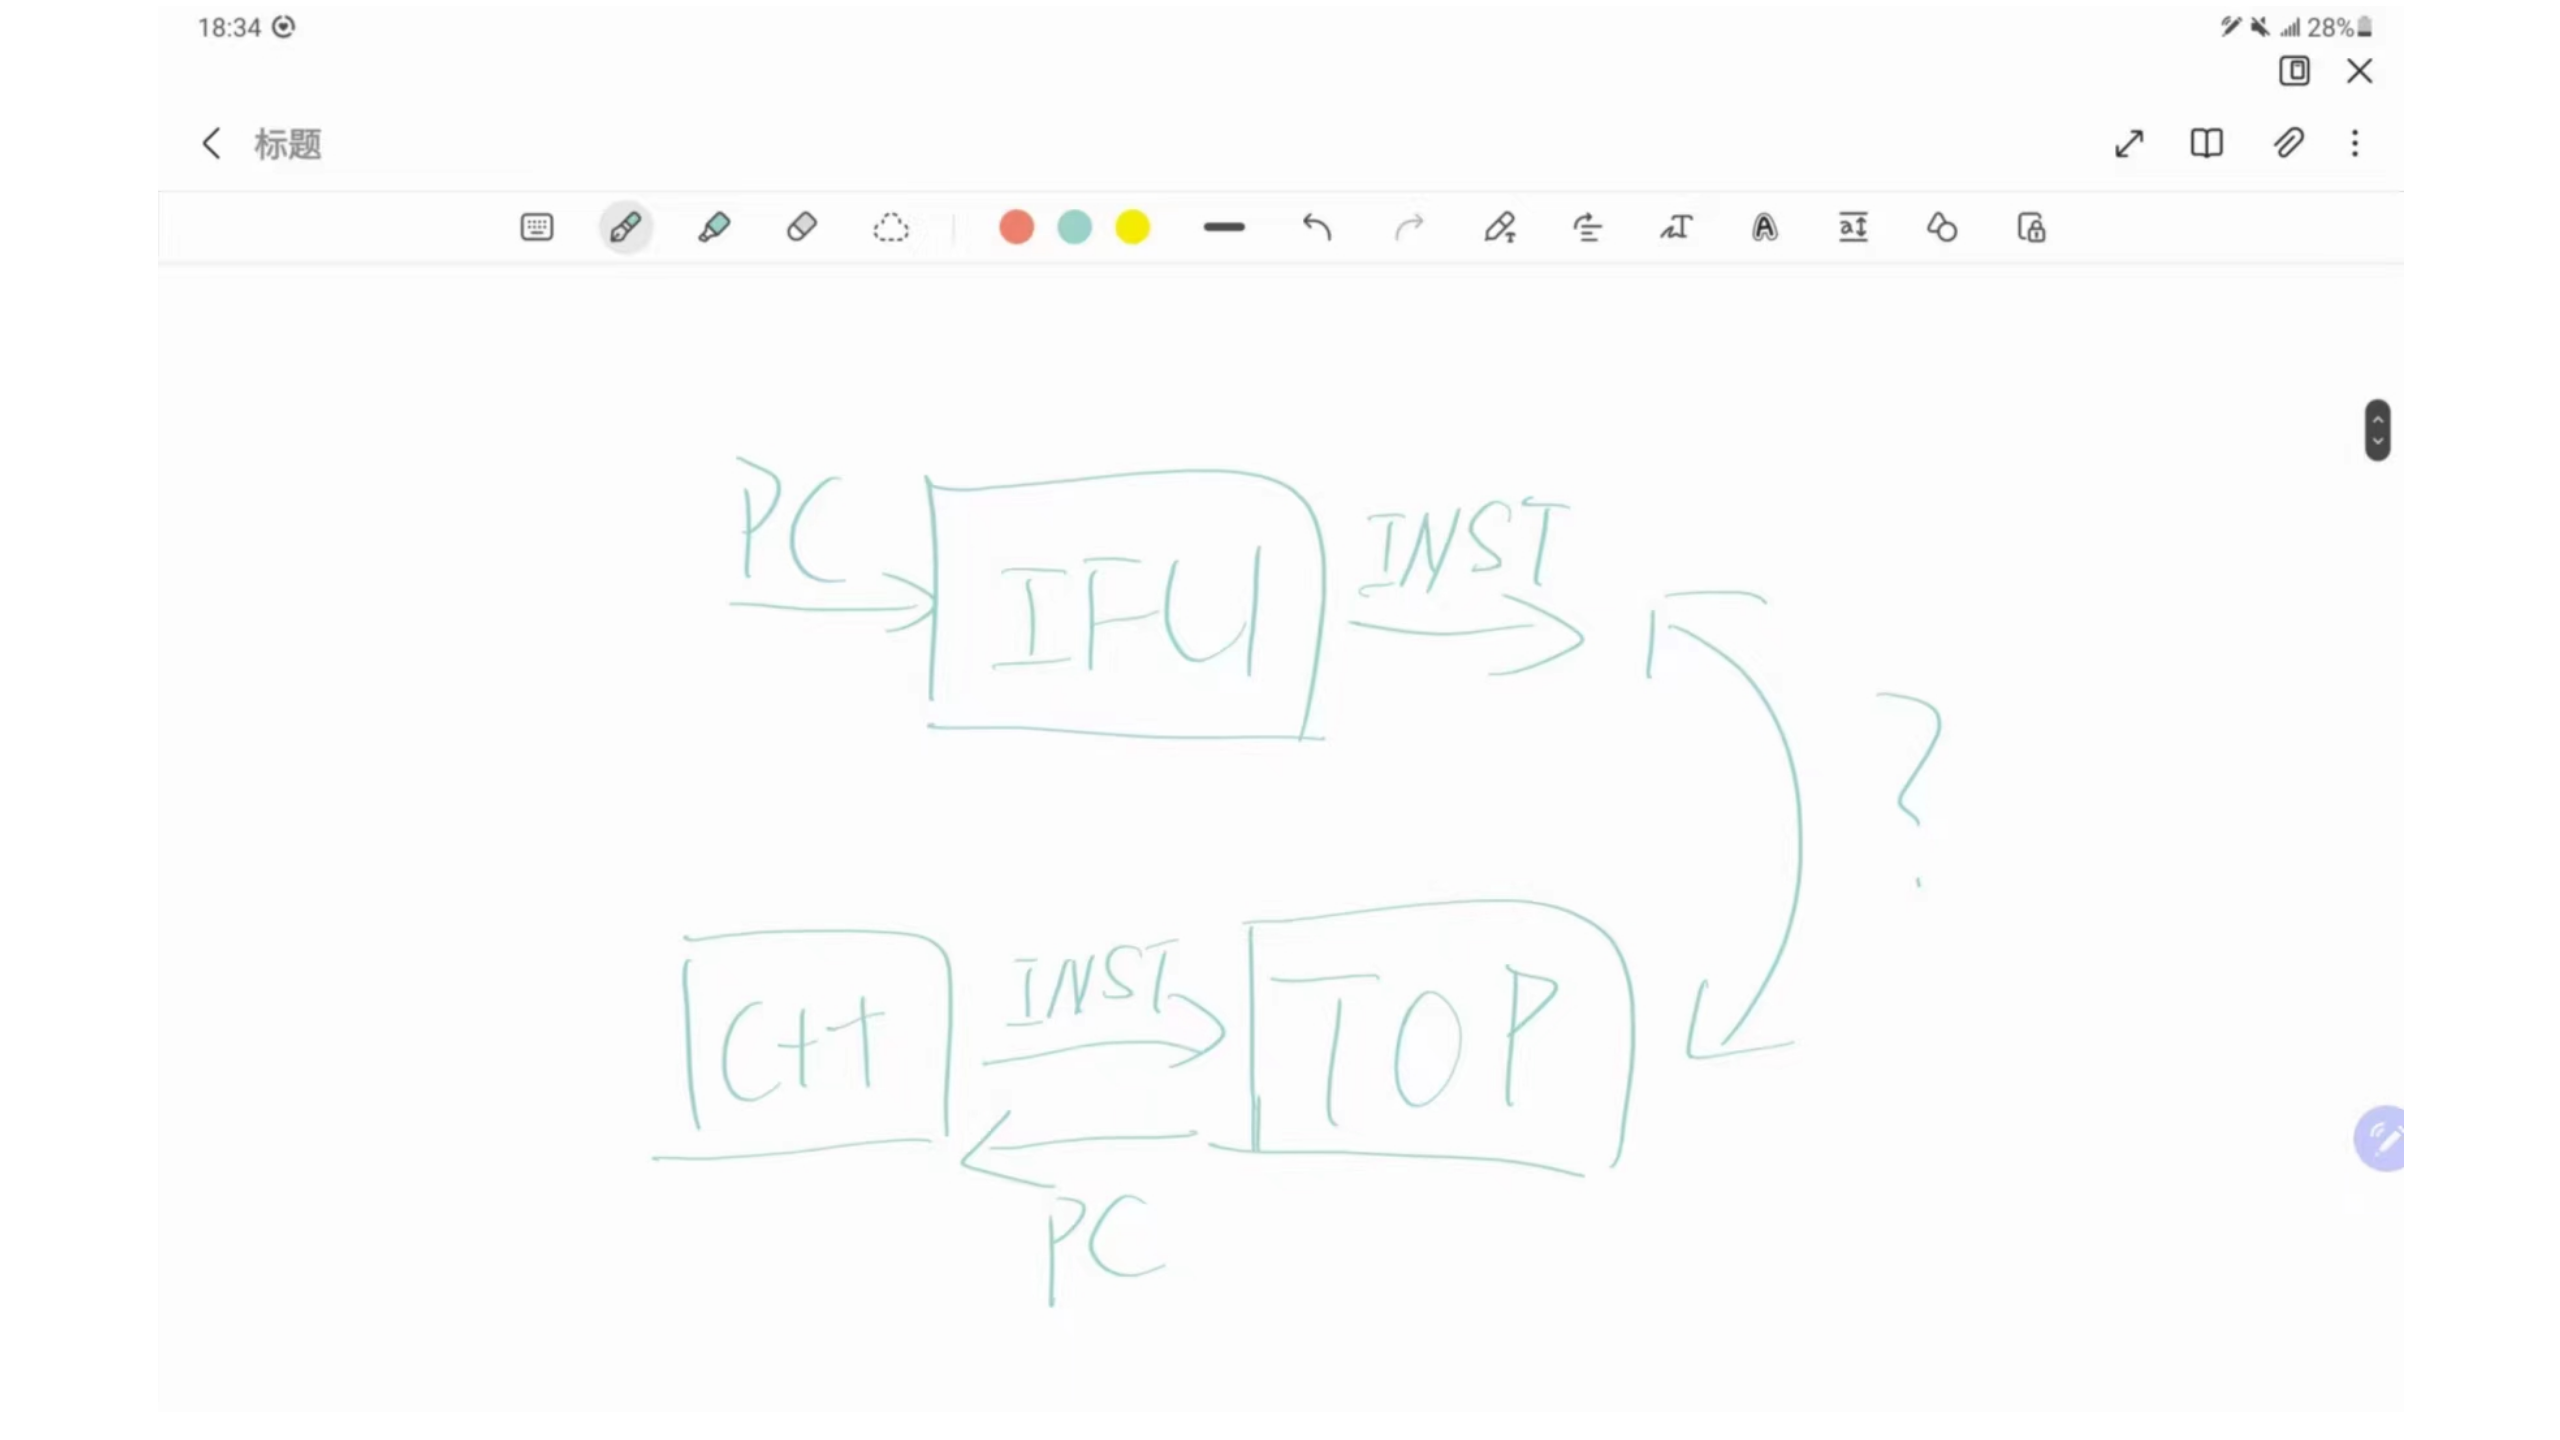 18:34
28%
标题
PC
IFU
INST
?
C++
INST
TOP
PC